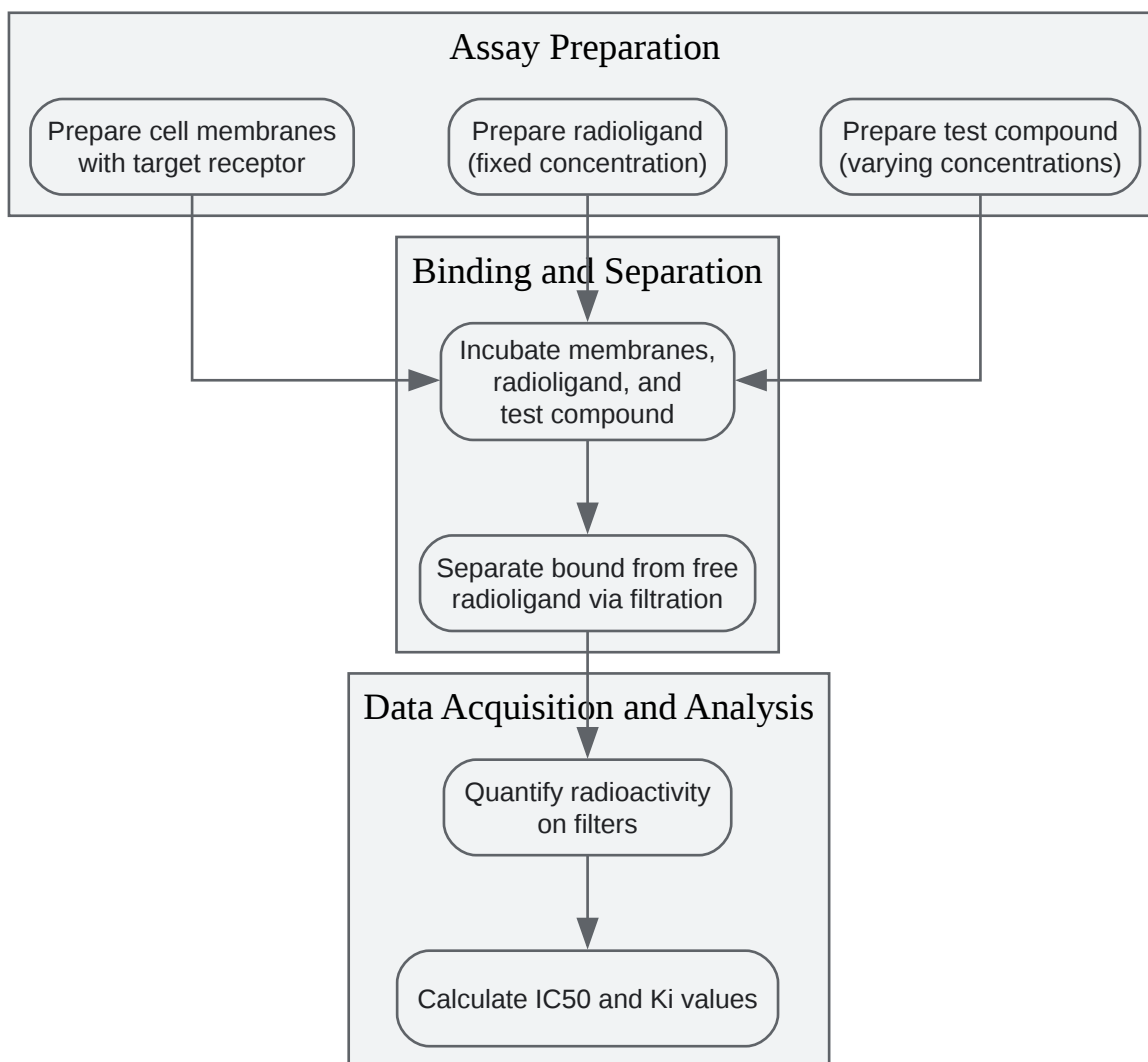 Assay Preparation
Prepare cell membranes
with target receptor
Prepare radioligand
(fixed concentration)
Prepare test compound
(varying concentrations)
Binding and Separation
Incubate membranes,
radioligand, and
test compound
Separate bound from free
radioligand via filtration
Data Acquisition and Analysis
Quantify radioactivity
on filters
Calculate IC50 and Ki values